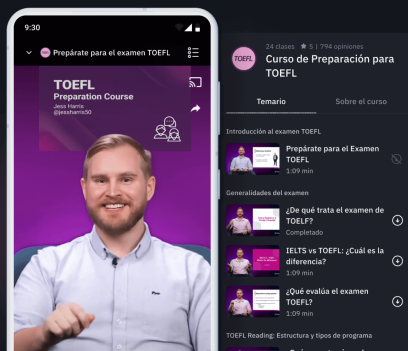 9:30
Prepárate para el examen TOEFL
TOEFL
Preparation Course
Jess Harris
@jessharris50
TOEFL
24 clases ★ 5 | 794 opiniones
Curso de Preparación para
TOEFL
Temario
Sobre el curso
Introducción al examen TOEFL
Prepárate para el Examen
TOEFL
1:09 min
Generalidades del examen
¿De qué trata el examen de
TOELF?
Completado
IELTS vs TOEFL: ¿Cuál es la
diferencia?
1:09 min
¿Qué evalúa el examen
TOEFL?
1:09 min
TOEFL Reading: Estructura y tipos de programa